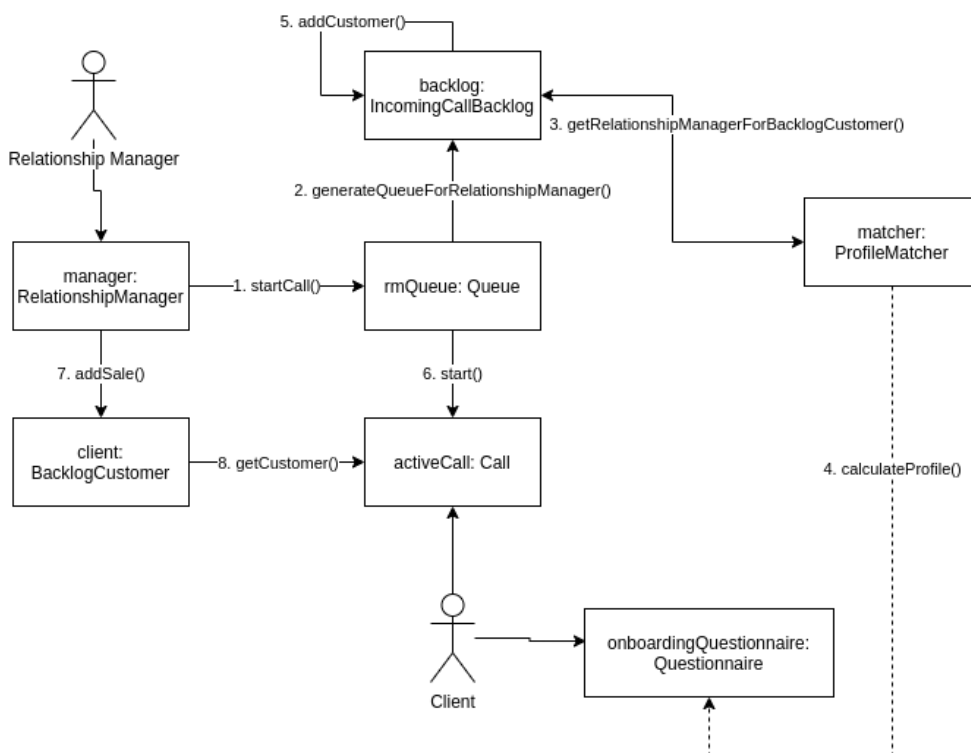 5. addCustomer()
backlog:
IncomingCallBacklog
3. getRelationshipManagerForBacklogCustomer()
Relationship Manager
2. generateQueueForRelationshipManager()
matcher:
ProfileMatcher
manager:
RelationshipManager
1. startCall()
rmQueue: Queue
7. addSale()
6. start()
client:
BacklogCustomer
8. getCustomer()
activeCall: Call
4. calculateProfile()
onboardingQuestionnaire:
Questionnaire
Client